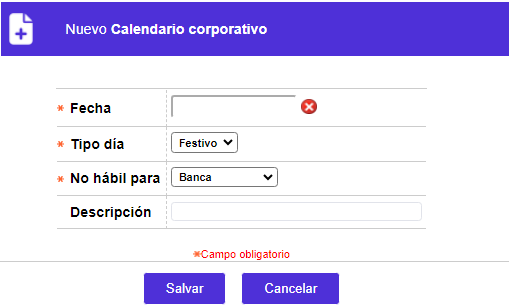 Nuevo Calendario corporativo
* Fecha
* Tipo día Festivo
* No hábil para Banca
Descripción
*Campo obligatorio
Salvar Cancelar